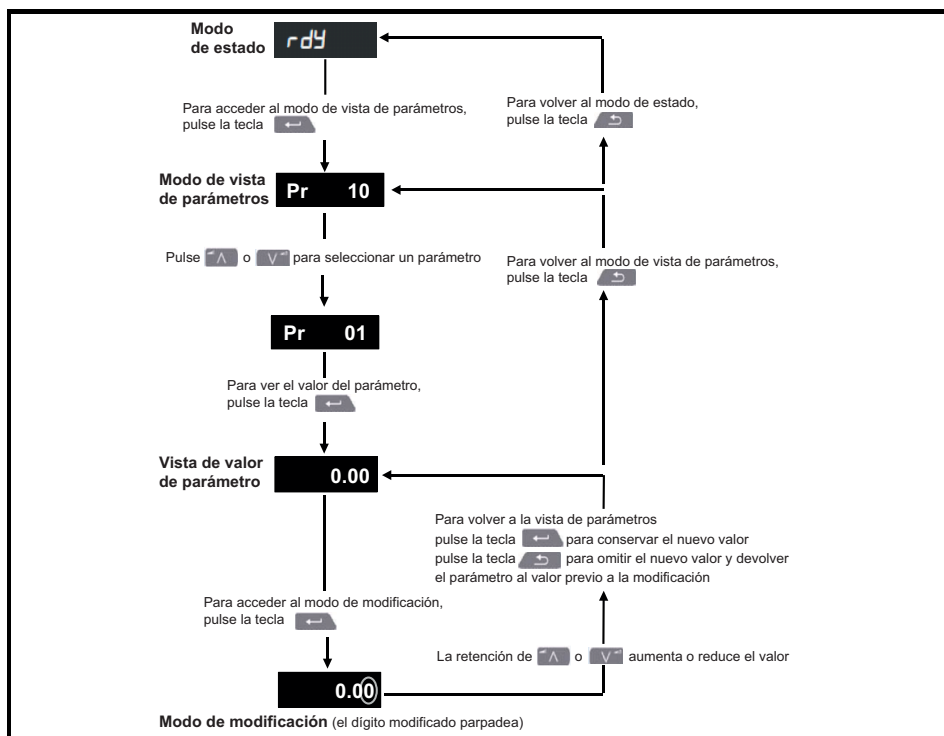 Modo
de estado
rdy
Para acceder al modo de vista de parámetros,
pulse la tecla
Para volver al modo de estado,
pulse la tecla
Modo de vista
de parámetros
Pr 10
Pulse o para seleccionar un parámetro
Para volver al modo de vista de parámetros,
pulse la tecla
Pr 01
Para ver el valor del parámetro,
pulse la tecla
Vista de valor
de parámetro
0.00
Para volver a la vista de parámetros
pulse la tecla para conservar el nuevo valor
pulse la tecla para omitir el nuevo valor y devolver
el parámetro al valor previo a la modificación
Para acceder al modo de modificación,
pulse la tecla
La retención de o aumenta o reduce el valor
0.00
Modo de modificación (el dígito modificado parpadea)